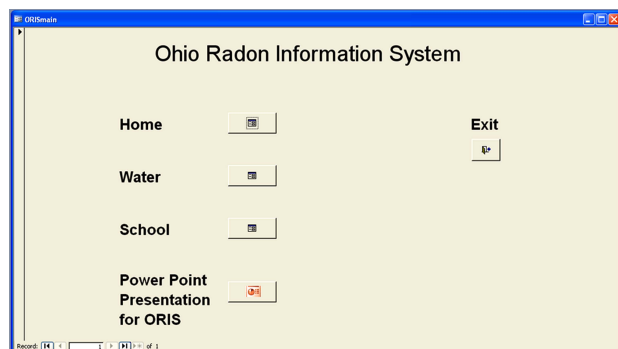 ORISmain
Ohio Radon Information System
Home
Exit
Water
School
Power Point
Presentation
for ORIS
Record: 1 of 1